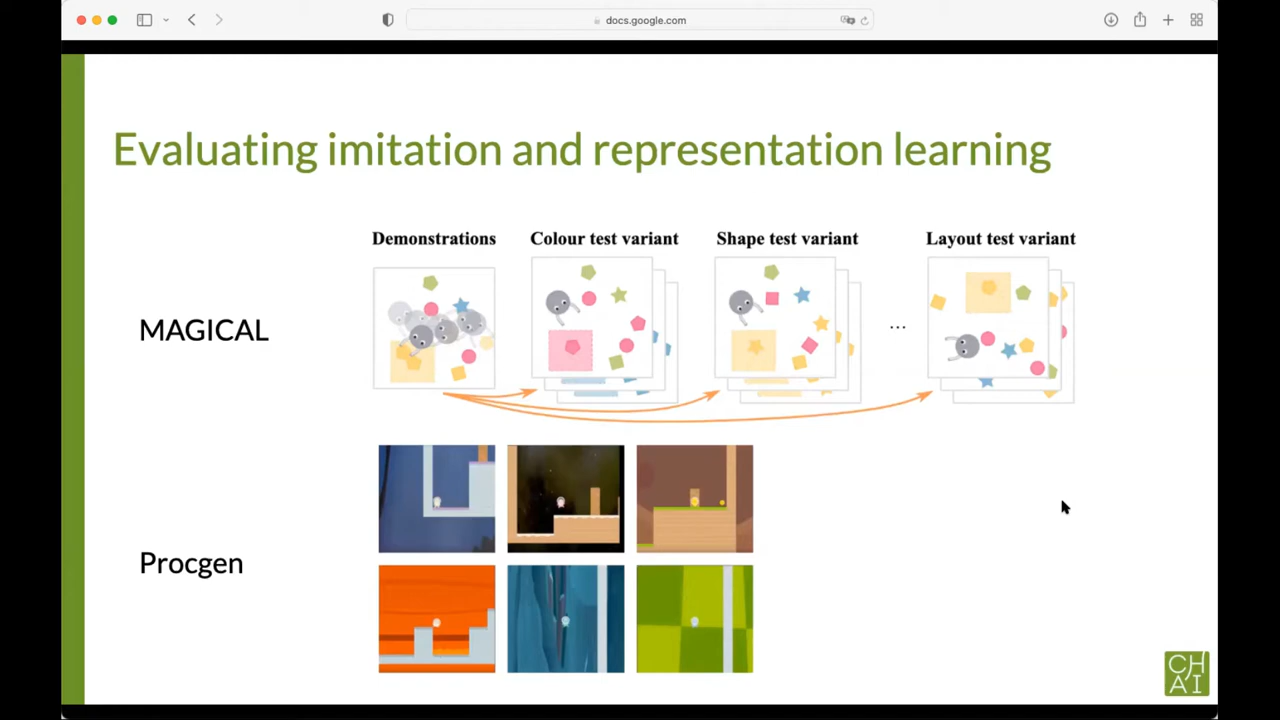 docs.google.com
Evaluating imitation and representation learning
Demonstrations Colour test variant Shape test variant Layout test variant
MAGICAL
...
Procgen
CH
AI